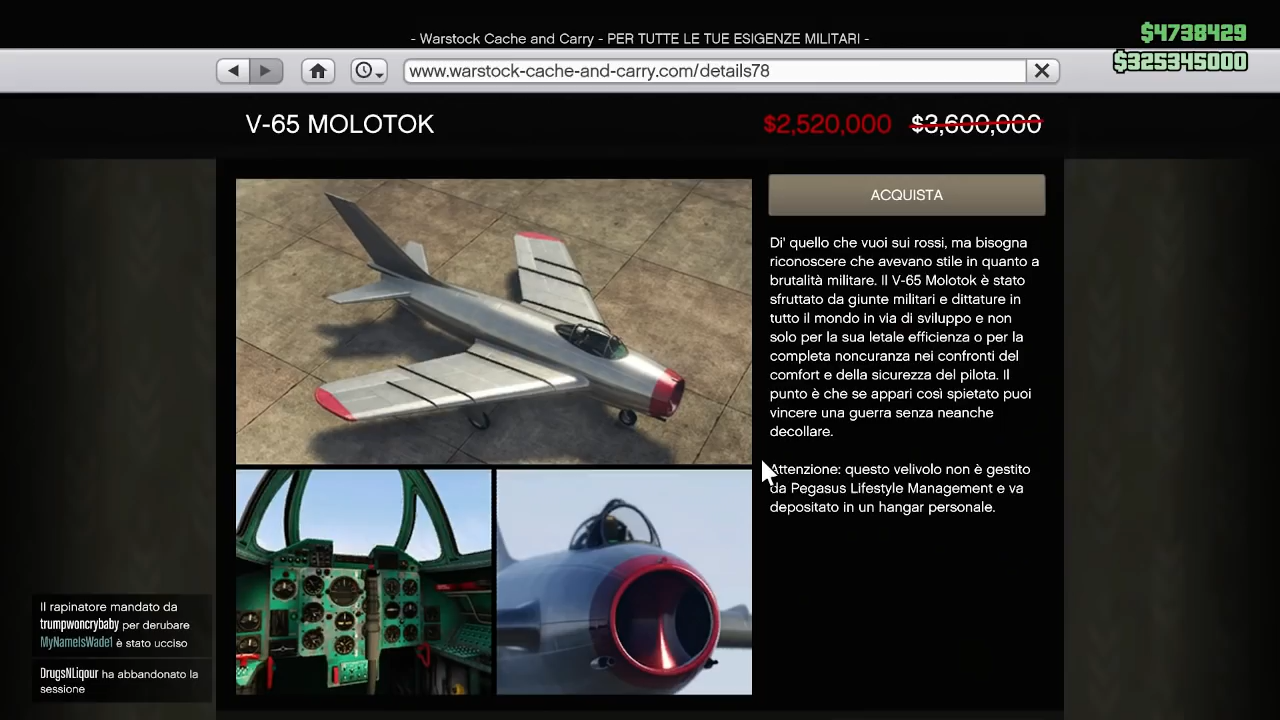 - Warstock Cache and Carry - PER TUTTE LE TUE ESIGENZE MILITARI -
$4738429
$325345000
www.warstock-cache-and-carry.com/details78
V-65 MOLOTOK
$2,520,000 $3,600,000
ACQUISTA
Di' quello che vuoi sui rossi, ma bisogna
riconoscere che avevano stile in quanto a
brutalità militare. Il V-65 Molotok è stato
sfruttato da giunte militari e dittature in
tutto il mondo in via di sviluppo e non
solo per la sua letale efficienza o per la
completa noncuranza nei confronti del
comfort e della sicurezza del pilota. Il
punto è che se appari così spietato puoi
vincere una guerra senza neanche
decollare.
Attenzione: questo velivolo non è gestito
da Pegasus Lifestyle Management e va
depositato in un hangar personale.
Il rapinatore mandato da
trumpwoncrybaby per derubare
MyNameIsWade1 è stato ucciso
DrugsNLiqour ha abbandonato la
sessione